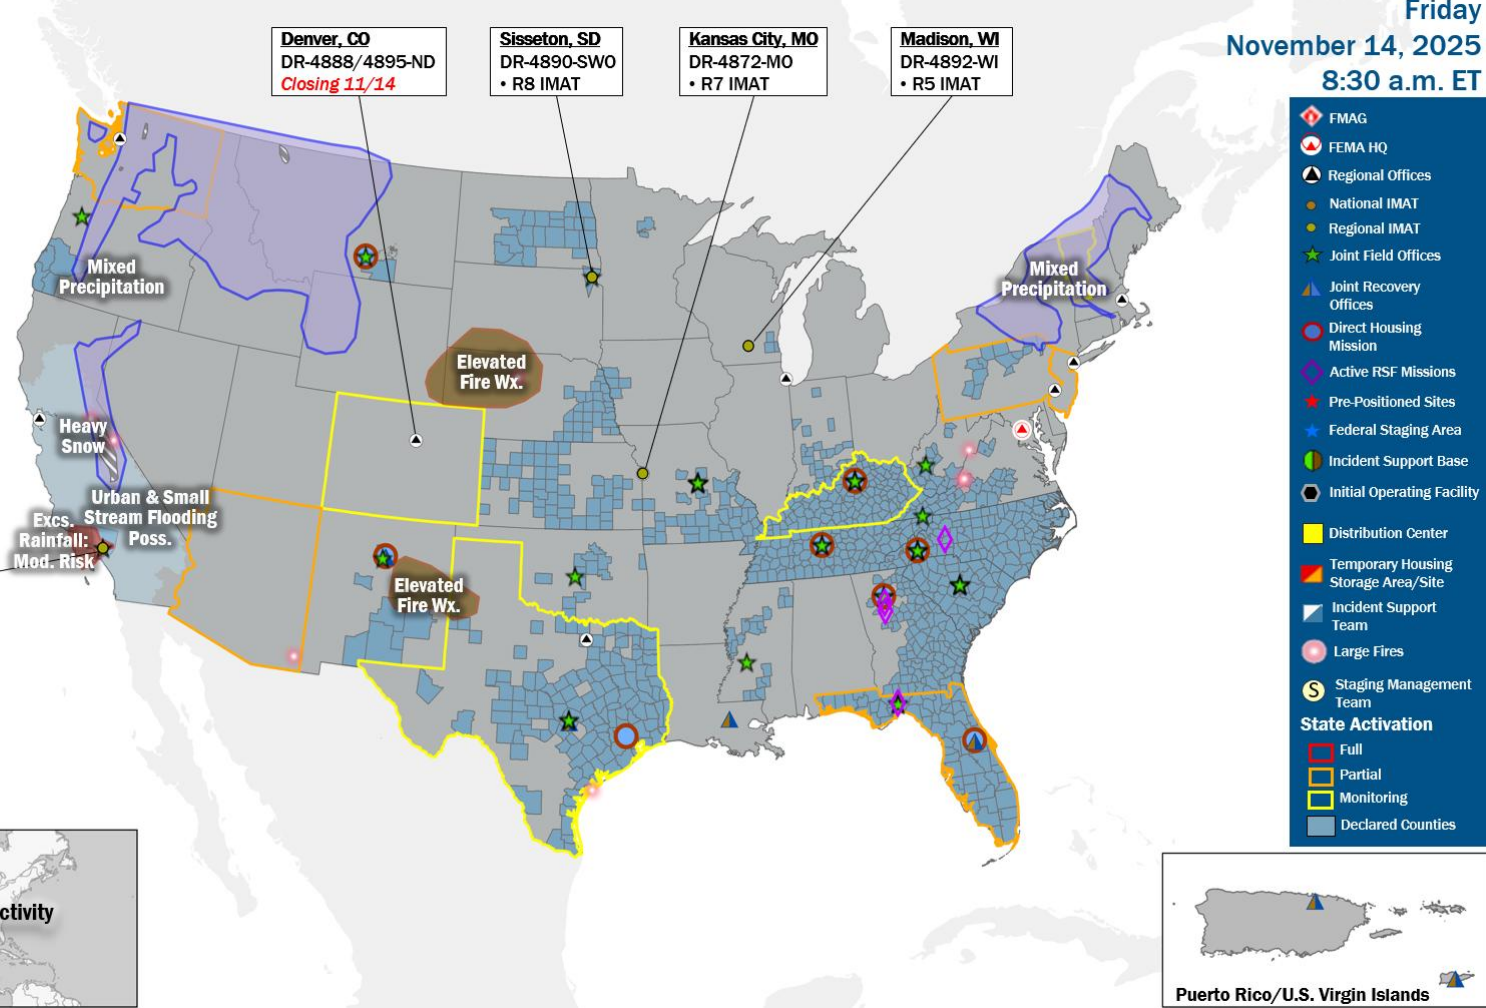 Friday
November 14, 2025
8:30 a.m. ET
Denver, CO
DR-4888/4895-ND
Closing 11/14
Sisseton, SD
DR-4890-SWO
• R8 IMAT
Kansas City, MO
DR-4872-MO
• R7 IMAT
Madison, WI
DR-4892-WI
• R5 IMAT
Mixed
Precipitation
Mixed
Precipitation
Elevated
Fire Wx.
Heavy
Snow
Urban & Small
Stream Flooding
Poss.
Excs.
Rainfall:
Mod. Risk
Elevated
Fire Wx.
FMAG
FEMA HQ
Regional Offices
National IMAT
Regional IMAT
Joint Field Offices
Joint Recovery
Offices
Direct Housing
Mission
Active RSF Missions
Pre-Positioned Sites
Federal Staging Area
Incident Support Base
Initial Operating Facility
Distribution Center
Temporary Housing
Storage Area/Site
Incident Support
Team
Large Fires
S
Staging Management
Team
State Activation
Full
Partial
Monitoring
Declared Counties
ctivity
Puerto Rico/U.S. Virgin Islands